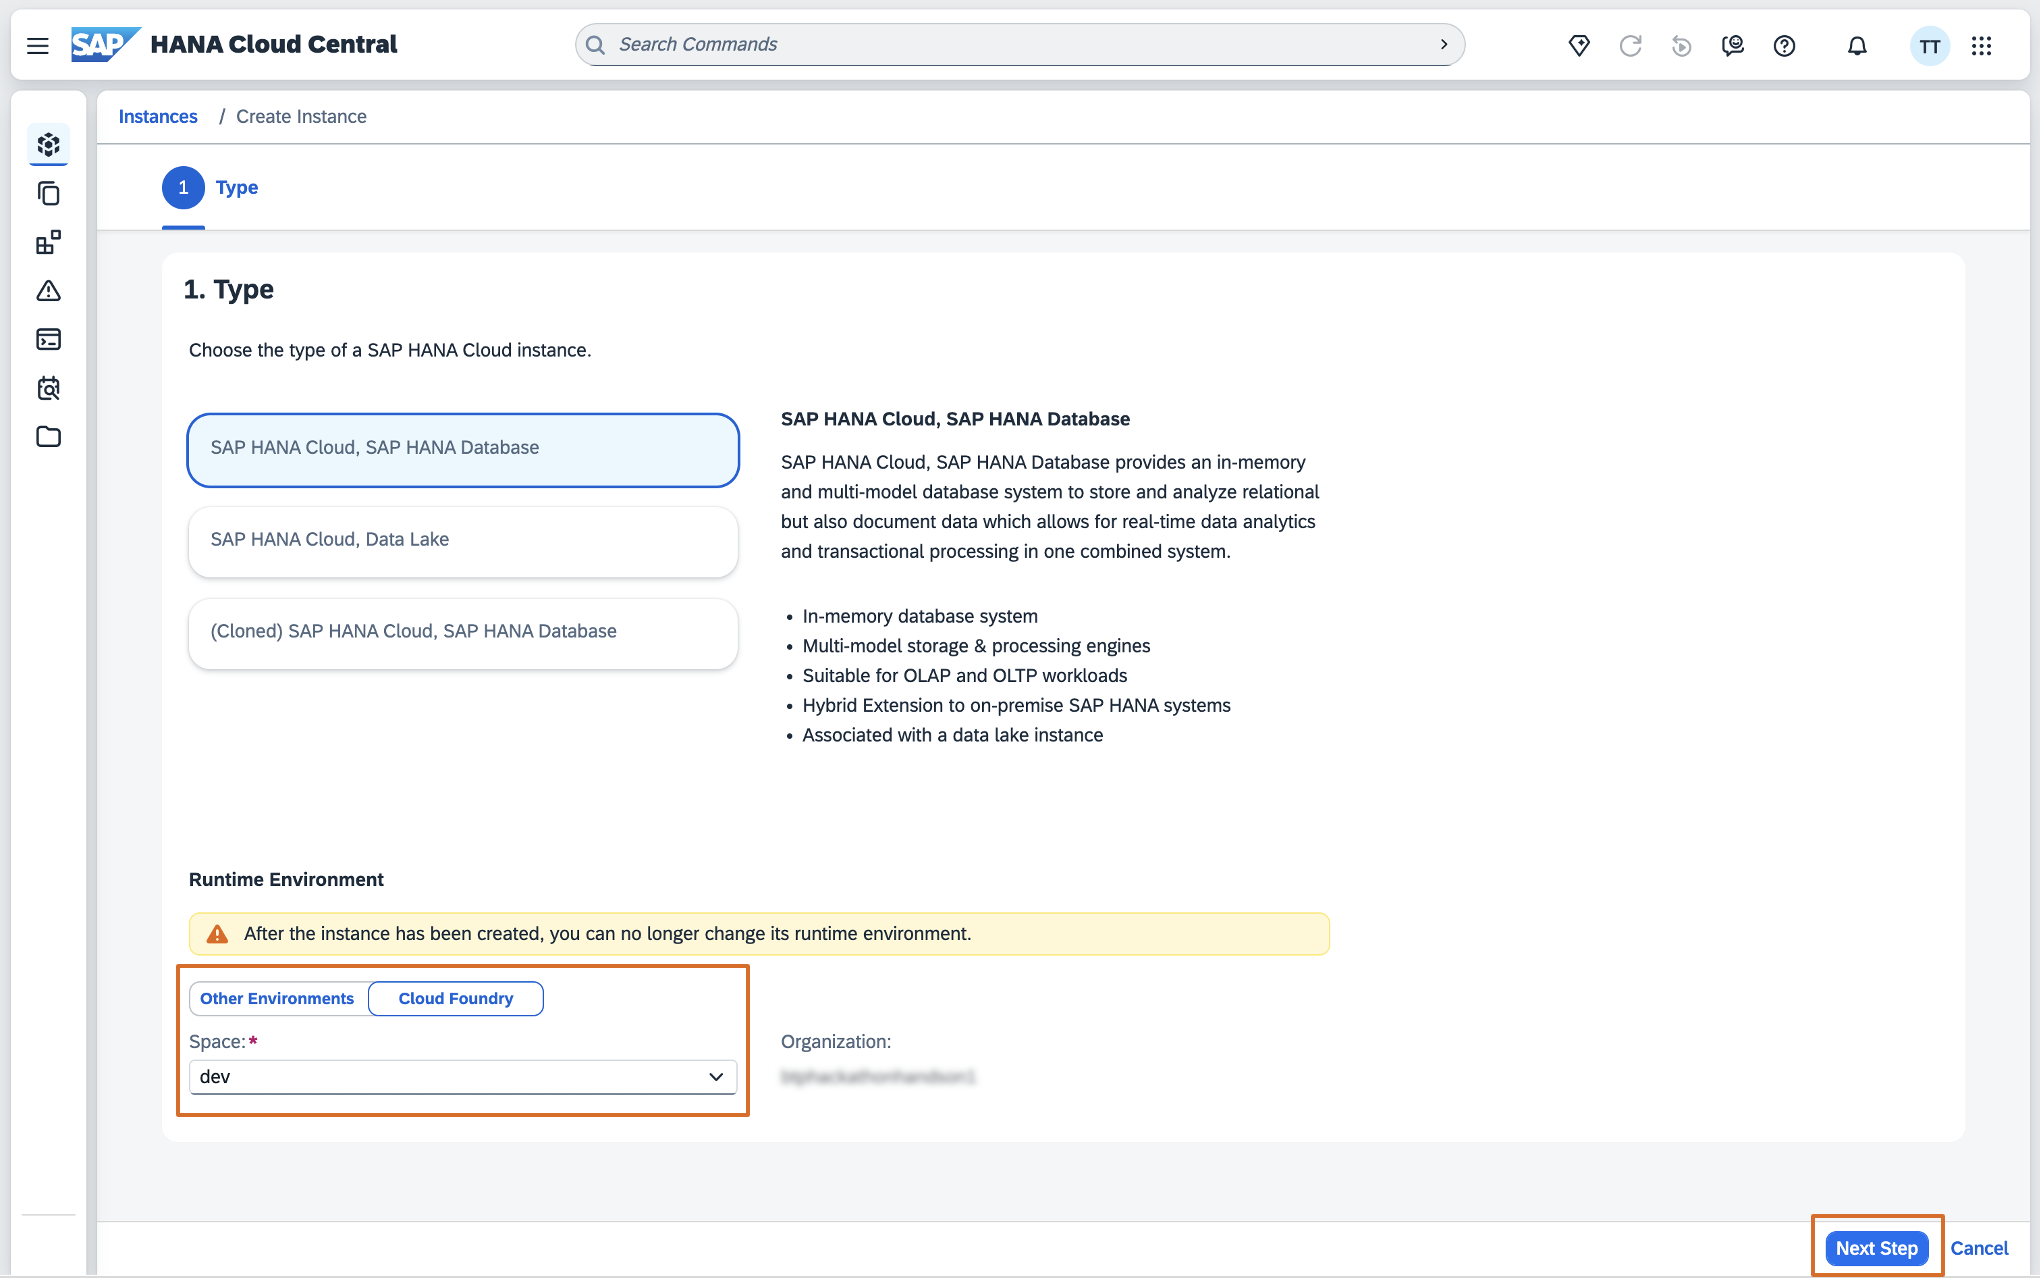 SAP HANA Cloud Central
Search Commands
TT
Instances / Create Instance
1 Type
1. Type
Choose the type of a SAP HANA Cloud instance.
SAP HANA Cloud, SAP HANA Database
SAP HANA Cloud, Data Lake
(Cloned) SAP HANA Cloud, SAP HANA Database
SAP HANA Cloud, SAP HANA Database
SAP HANA Cloud, SAP HANA Database provides an in-memory
and multi-model database system to store and analyze relational
but also document data which allows for real-time data analytics
and transactional processing in one combined system.
• In-memory database system
• Multi-model storage & processing engines
• Suitable for OLAP and OLTP workloads
• Hybrid Extension to on-premise SAP HANA systems
• Associated with a data lake instance
Runtime Environment
After the instance has been created, you can no longer change its runtime environment.
Other Environments Cloud Foundry
Space:*
dev
Organization:
Next Step Cancel